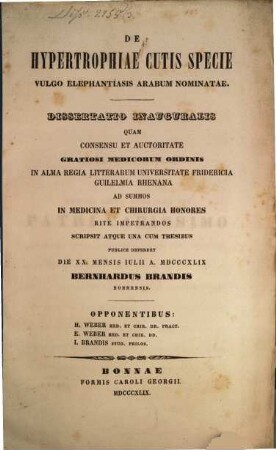 DE
HYPERTROPHIAE CUTIS SPECIE
VULGO ELEPHANTIASIS ARABUM NOMINATAE.
DISSERTATIO INAUGURALIS
QUAM
CONSENSU ET AUCTORITATE
GRATIOSI MEDICORUM ORDINIS
IN ALMA REGIA LITTERARUM UNIVERSITATE FRIDERICIA
GUILELMIA RHENANA
AD SUMMOS
IN MEDICINA ET CHIRURGIA HONORES
RITE IMPETRANDOS
SCRIPSIT ATQUE UNA CUM THESIBUS
PUBLICE DEFENDET
DIE XX. MENSIS IULII A. MDCCCXLIX
BERNHARDUS BRANDIS
BONNENSIS.
OPPONENTIBUS:
H. WEBER MED. ET CHIR. DR. PRACT.
E. WEBER MED. ET CHIR. DR.
I. BRANDIS STUD. PHILOS.
BONNAE
FORMIS CAROLI GEORGII.
MDCCCXLIX.